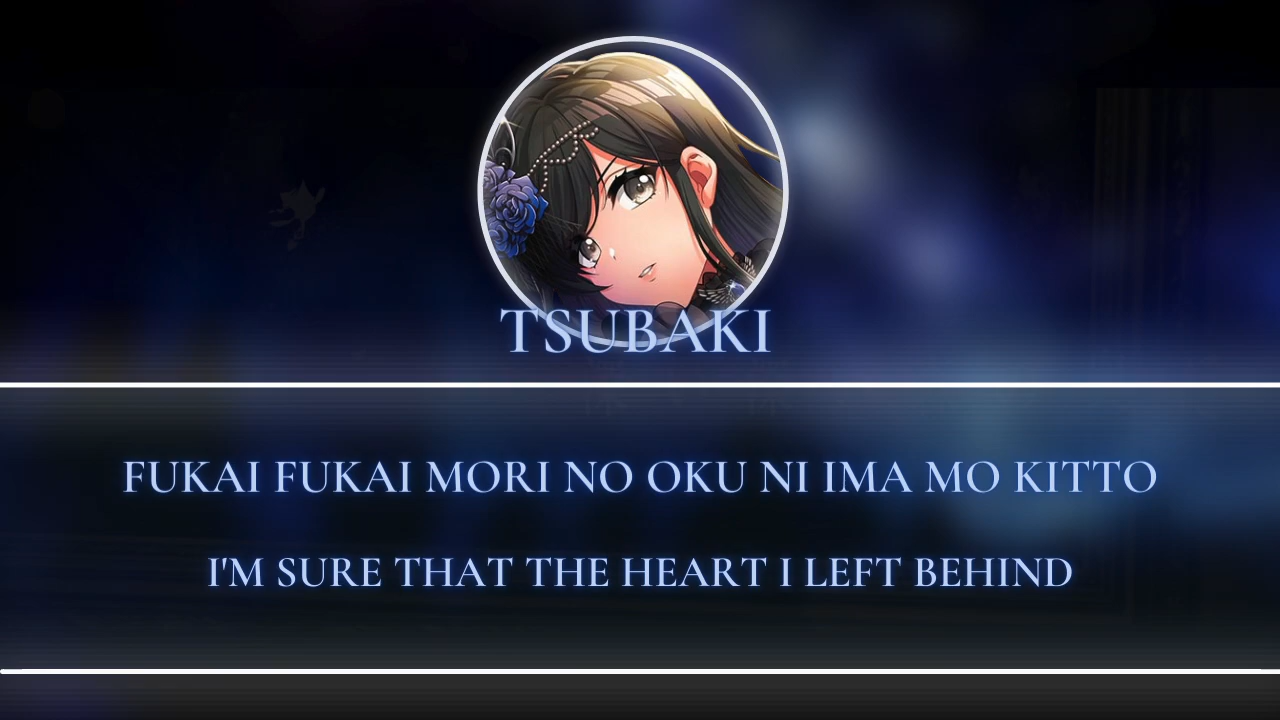 TSUBAKI
FUKAI FUKAI MORI NO OKU NI IMA MO KITTO
I'M SURE THAT THE HEART I LEFT BEHIND